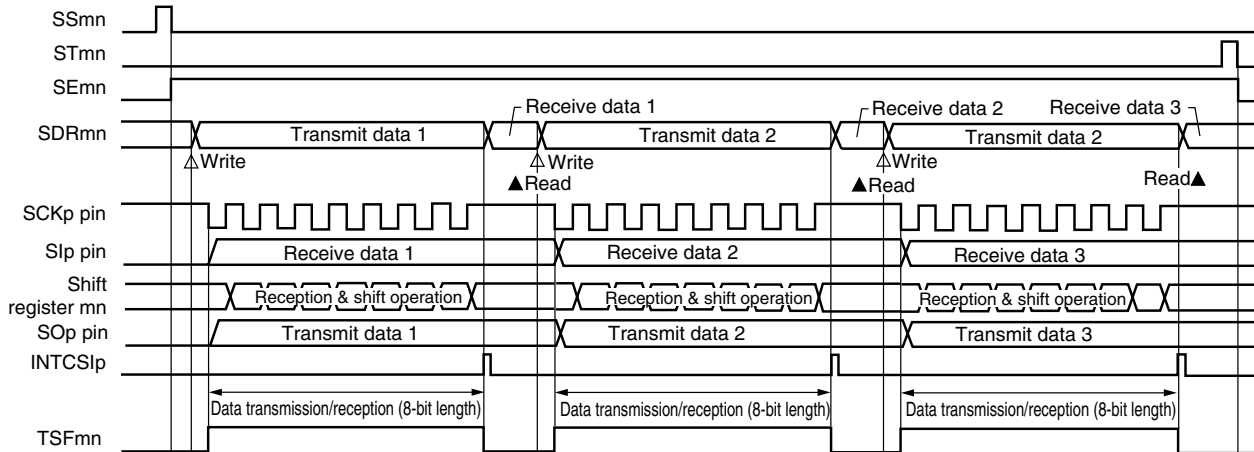 SSmn
STmn
SEmn
Receive data 1
Receive data 2
Receive data 3
SDRmn
Transmit data 1
Transmit data 2
Transmit data 2
△Write
△Write
△Write
▲Read
▲Read
Read▲
SCKp pin
SIp pin
Receive data 1
Receive data 2
Receive data 3
Shift
register mn
Reception & shift operation
Reception & shift operation
Reception & shift operation
SOp pin
Transmit data 1
Transmit data 2
Transmit data 3
INTCSIp
Data transmission/reception (8-bit length)
Data transmission/reception (8-bit length)
Data transmission/reception (8-bit length)
TSFmn